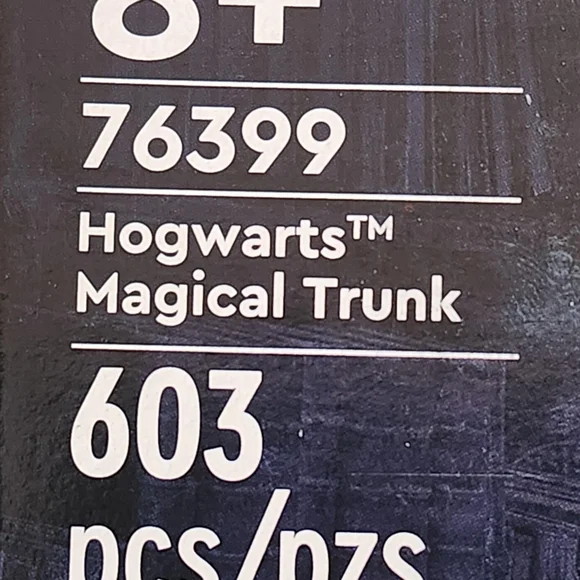 8+
76399
Hogwarts™
Magical Trunk
603
pcs/pzs